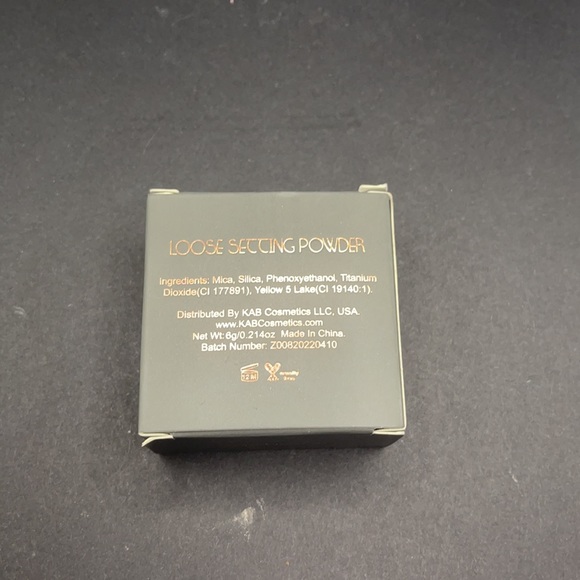 LOOSE SETTING POWDER
Ingredients: Mica, Silica, Phenoxyethanol, Titanium
Dioxide(CI 177891), Yellow 5 Lake(CI 19140:1).
Distributed By KAB Cosmetics LLC, USA.
www.KABCosmetics.com
Net Wt: 6g/0.214oz Made In China.
Batch Number: Z00820220410
12 M